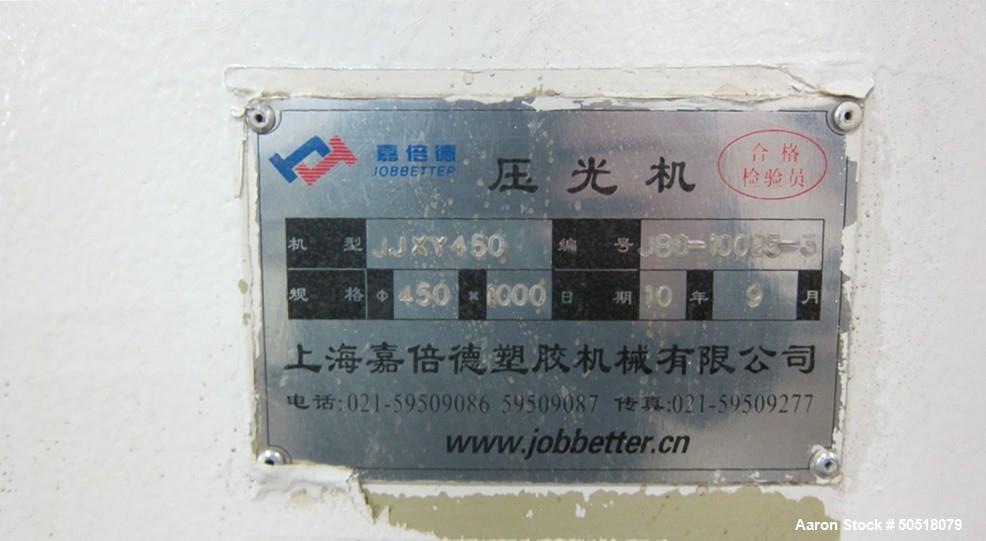 嘉倍德
JOBBETTER
压光机
合格
检验员
机型 JJXY450 编号 JBD-10025-3
规格 Φ 450 × 1000 日期 10 年 9 月
上海嘉倍德塑胶机械有限公司
电话:021-59509086 59509087 传真:021-59509277
www.jobbetter.cn
Aaron Stock # 50518079